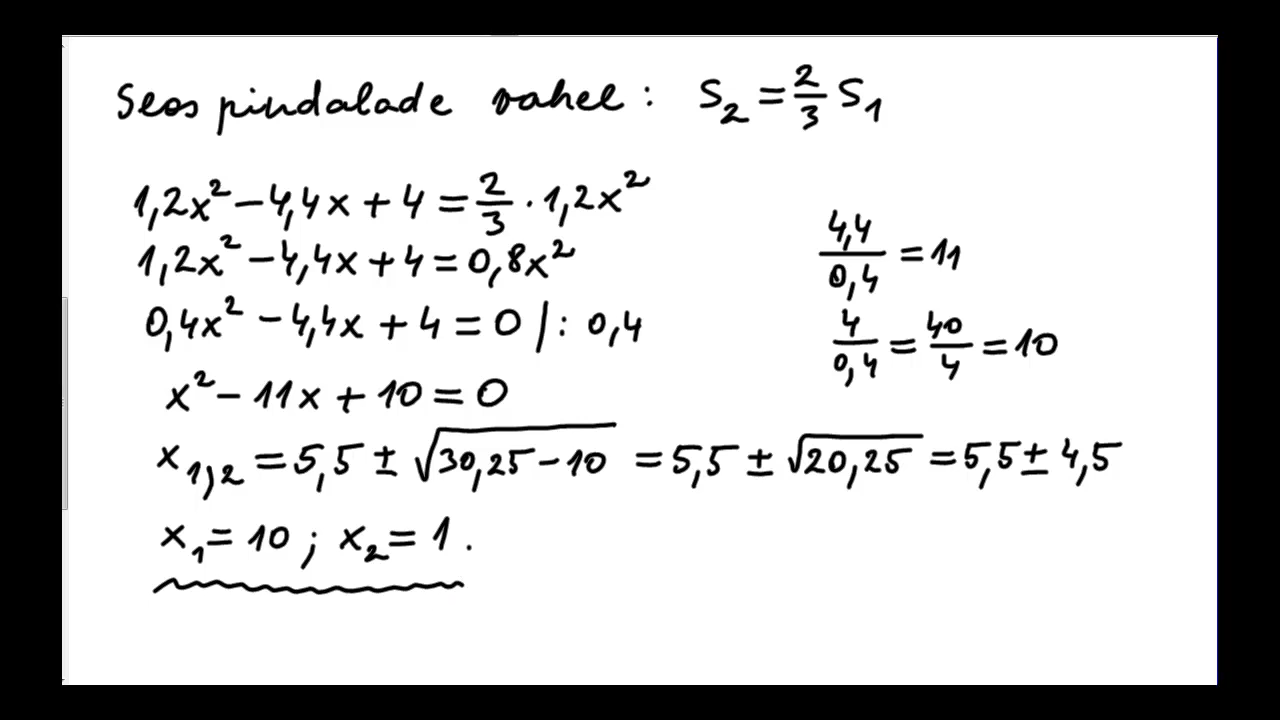 Seos pindalade vahel: S₂ = 2/3 S₁
1,2x² − 4,4x + 4 = 2/3 · 1,2x²
1,2x² − 4,4x + 4 = 0,8x²
0,4x² − 4,4x + 4 = 0 |: 0,4
x² − 11x + 10 = 0
4,4/0,4 = 11
4/0,4 = 40/4 = 10
x₁,₂ = 5,5 ± √(30,25 − 10) = 5,5 ± √(20,25) = 5,5 ± 4,5
x₁ = 10 ; x₂ = 1.